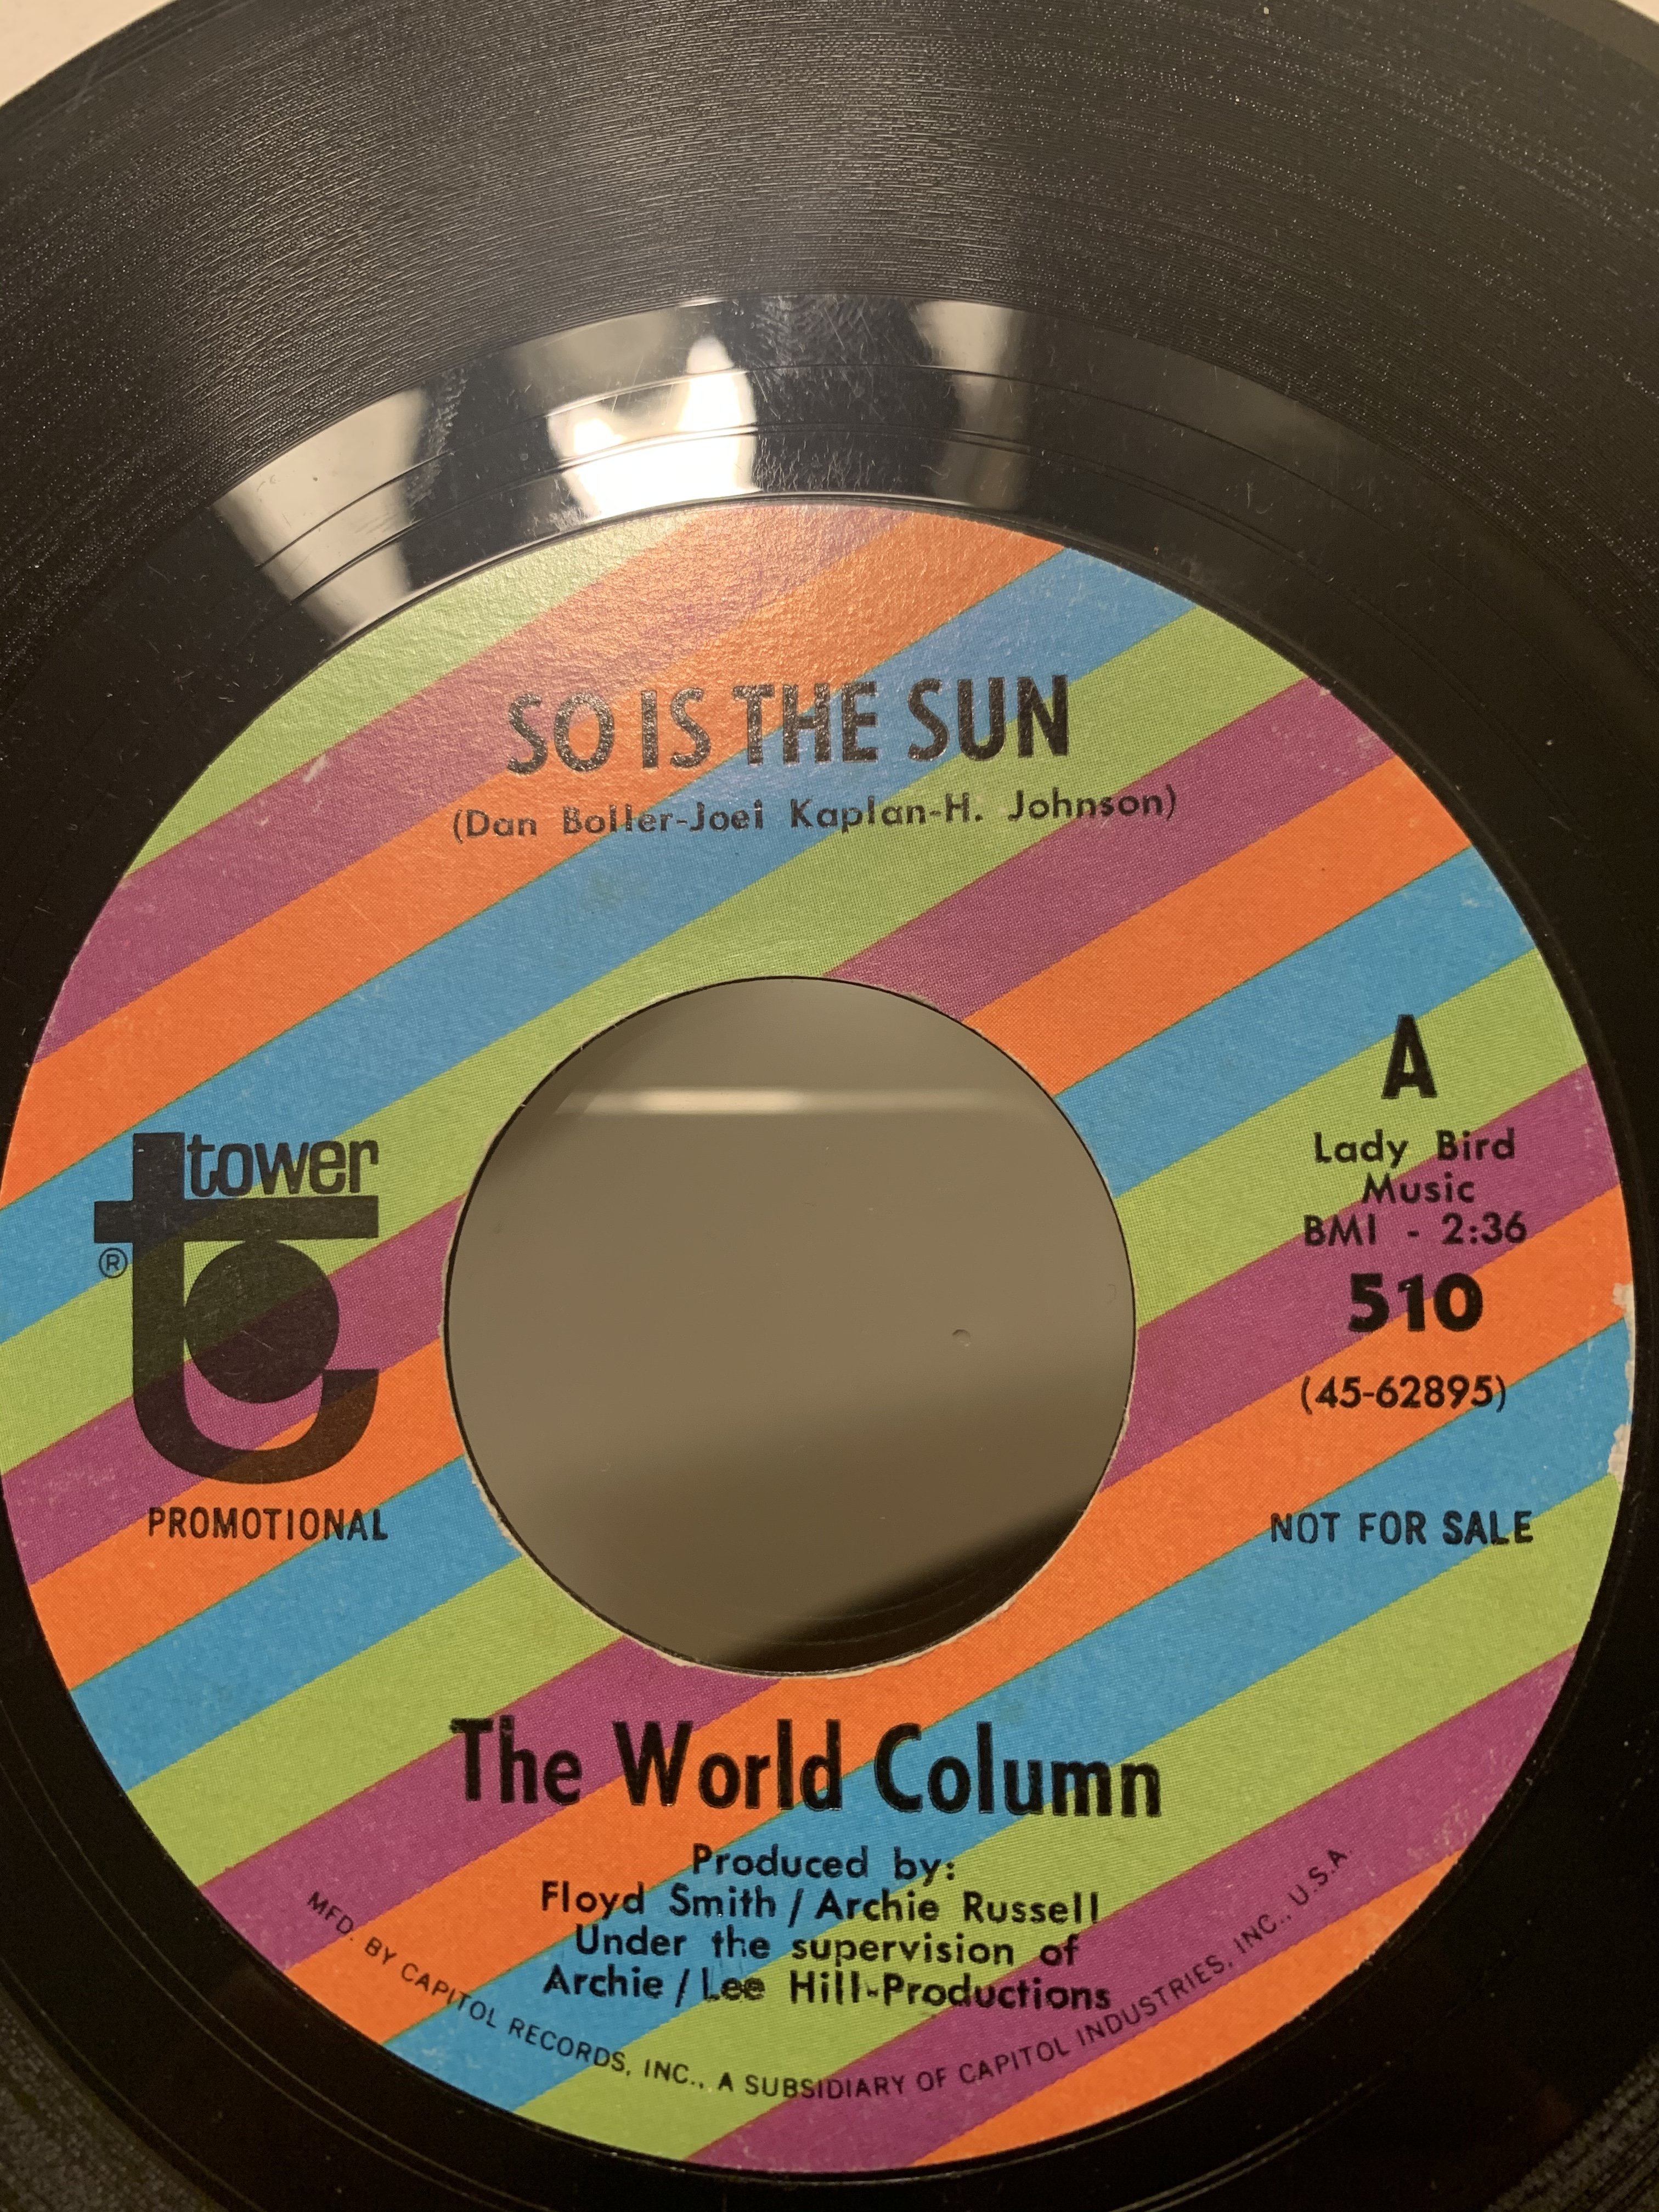 SO IS THE SUN
(Dan Boller-Joel Kaplan-H. Johnson)
tower
®
PROMOTIONAL
A
Lady Bird
Music
BMI - 2:36
510
(45-62895)
NOT FOR SALE
The World Column
Produced by:
Floyd Smith / Archie Russell
Under the supervision of
Archie / Lee Hill-Productions
MFD. BY CAPITOL RECORDS, INC., A SUBSIDIARY OF CAPITOL INDUSTRIES, INC., U.S.A.